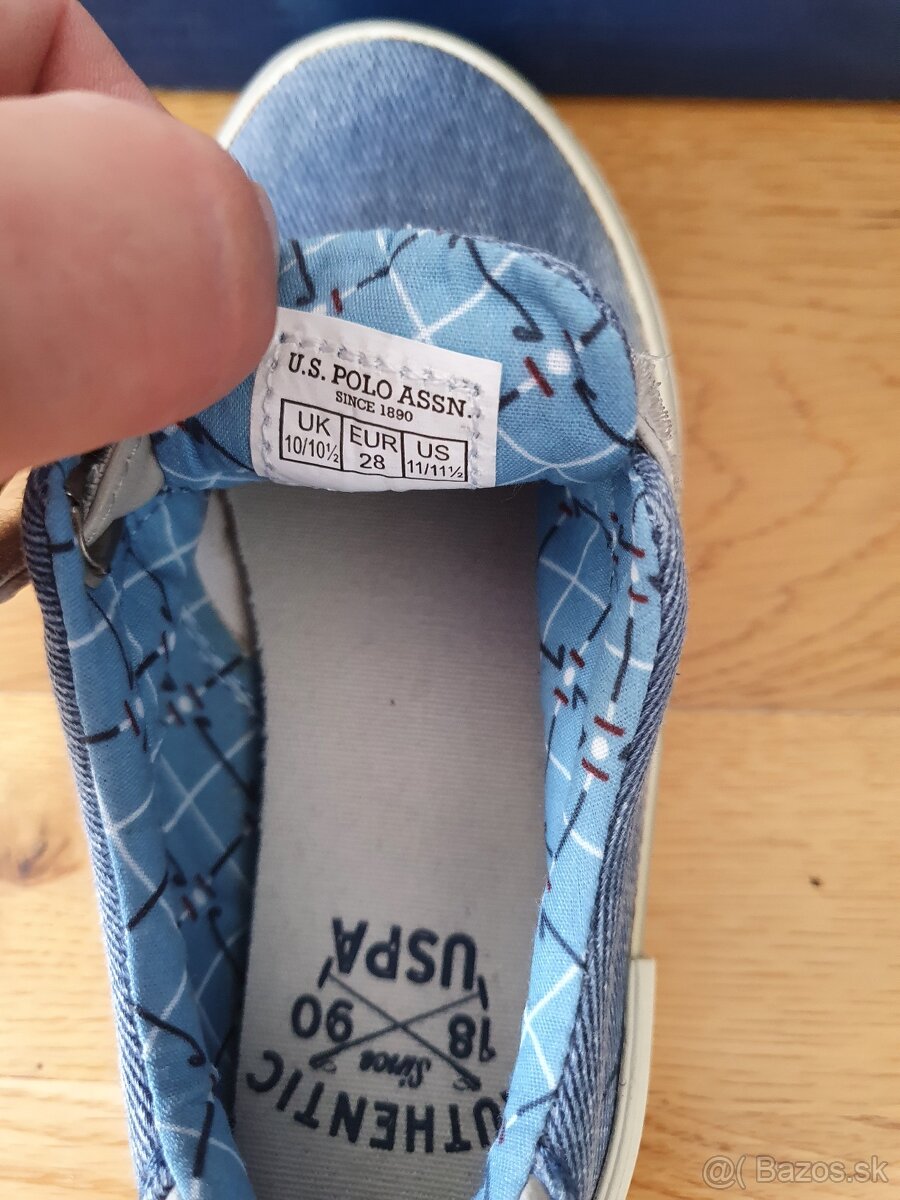 U.S. POLO ASSN.
SINCE 1890
UK EUR US
10/10½ 28 11/11½
USPA
18 90
Since
AUTHENTIC
@( Bazos.sk